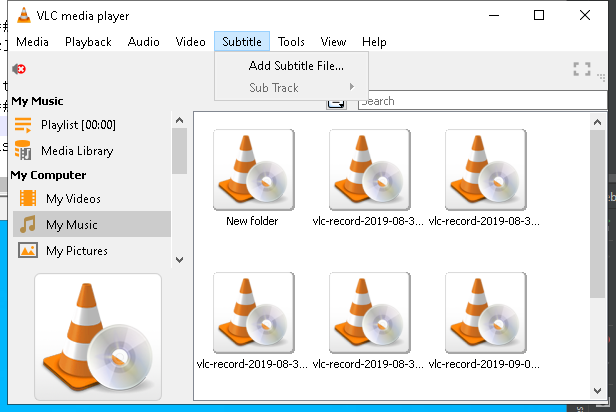 VLC media player
Media Playback Audio Video Subtitle Tools View Help
Add Subtitle File...
Sub Track
Search
My Music
Playlist [00:00]
Media Library
My Computer
My Videos
My Music
My Pictures
New folder vlc-record-2019-08-3... vlc-record-2019-08-3...
vlc-record-2019-08-3... vlc-record-2019-08-3... vlc-record-2019-09-0...